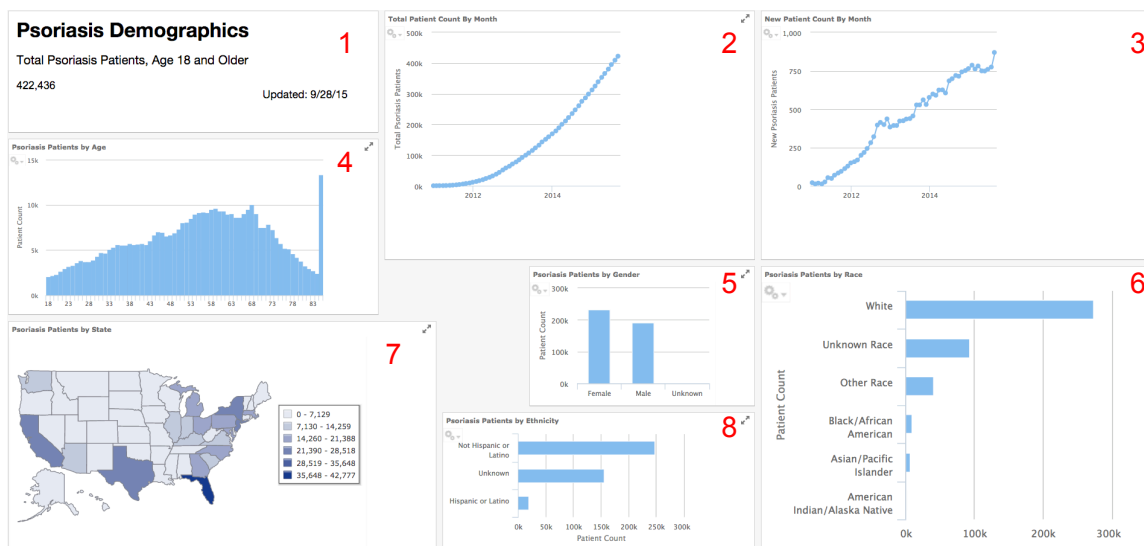 Psoriasis Demographics
1
Total Psoriasis Patients, Age 18 and Older
422,436
Updated: 9/28/15
Total Patient Count By Month
2
500k
400k
300k
200k
100k
0k
Total Psoriasis Patients
2012
2014
New Patient Count By Month
3
1,000
750
500
250
0
New Psoriasis Patients
2012
2014
Psoriasis Patients by Age
4
15k
10k
5k
0k
Patient Count
18
23
28
33
38
43
48
53
58
63
68
73
78
83
Psoriasis Patients by Gender
5
300k
200k
100k
0k
Patient Count
Female
Male
Unknown
Psoriasis Patients by Race
6
White
Unknown Race
Other Race
Black/African
American
Asian/Pacific
Islander
American
Indian/Alaska Native
Patient Count
0k
100k
200k
300k
Psoriasis Patients by State
7
0 - 7,129
7,130 - 14,259
14,260 - 21,388
21,390 - 28,518
28,519 - 35,648
35,648 - 42,777
Psoriasis Patients by Ethnicity
8
Not Hispanic or
Latino
Unknown
Hispanic or Latino
0k
50k
100k
150k
200k
250k
300k
Patient Count